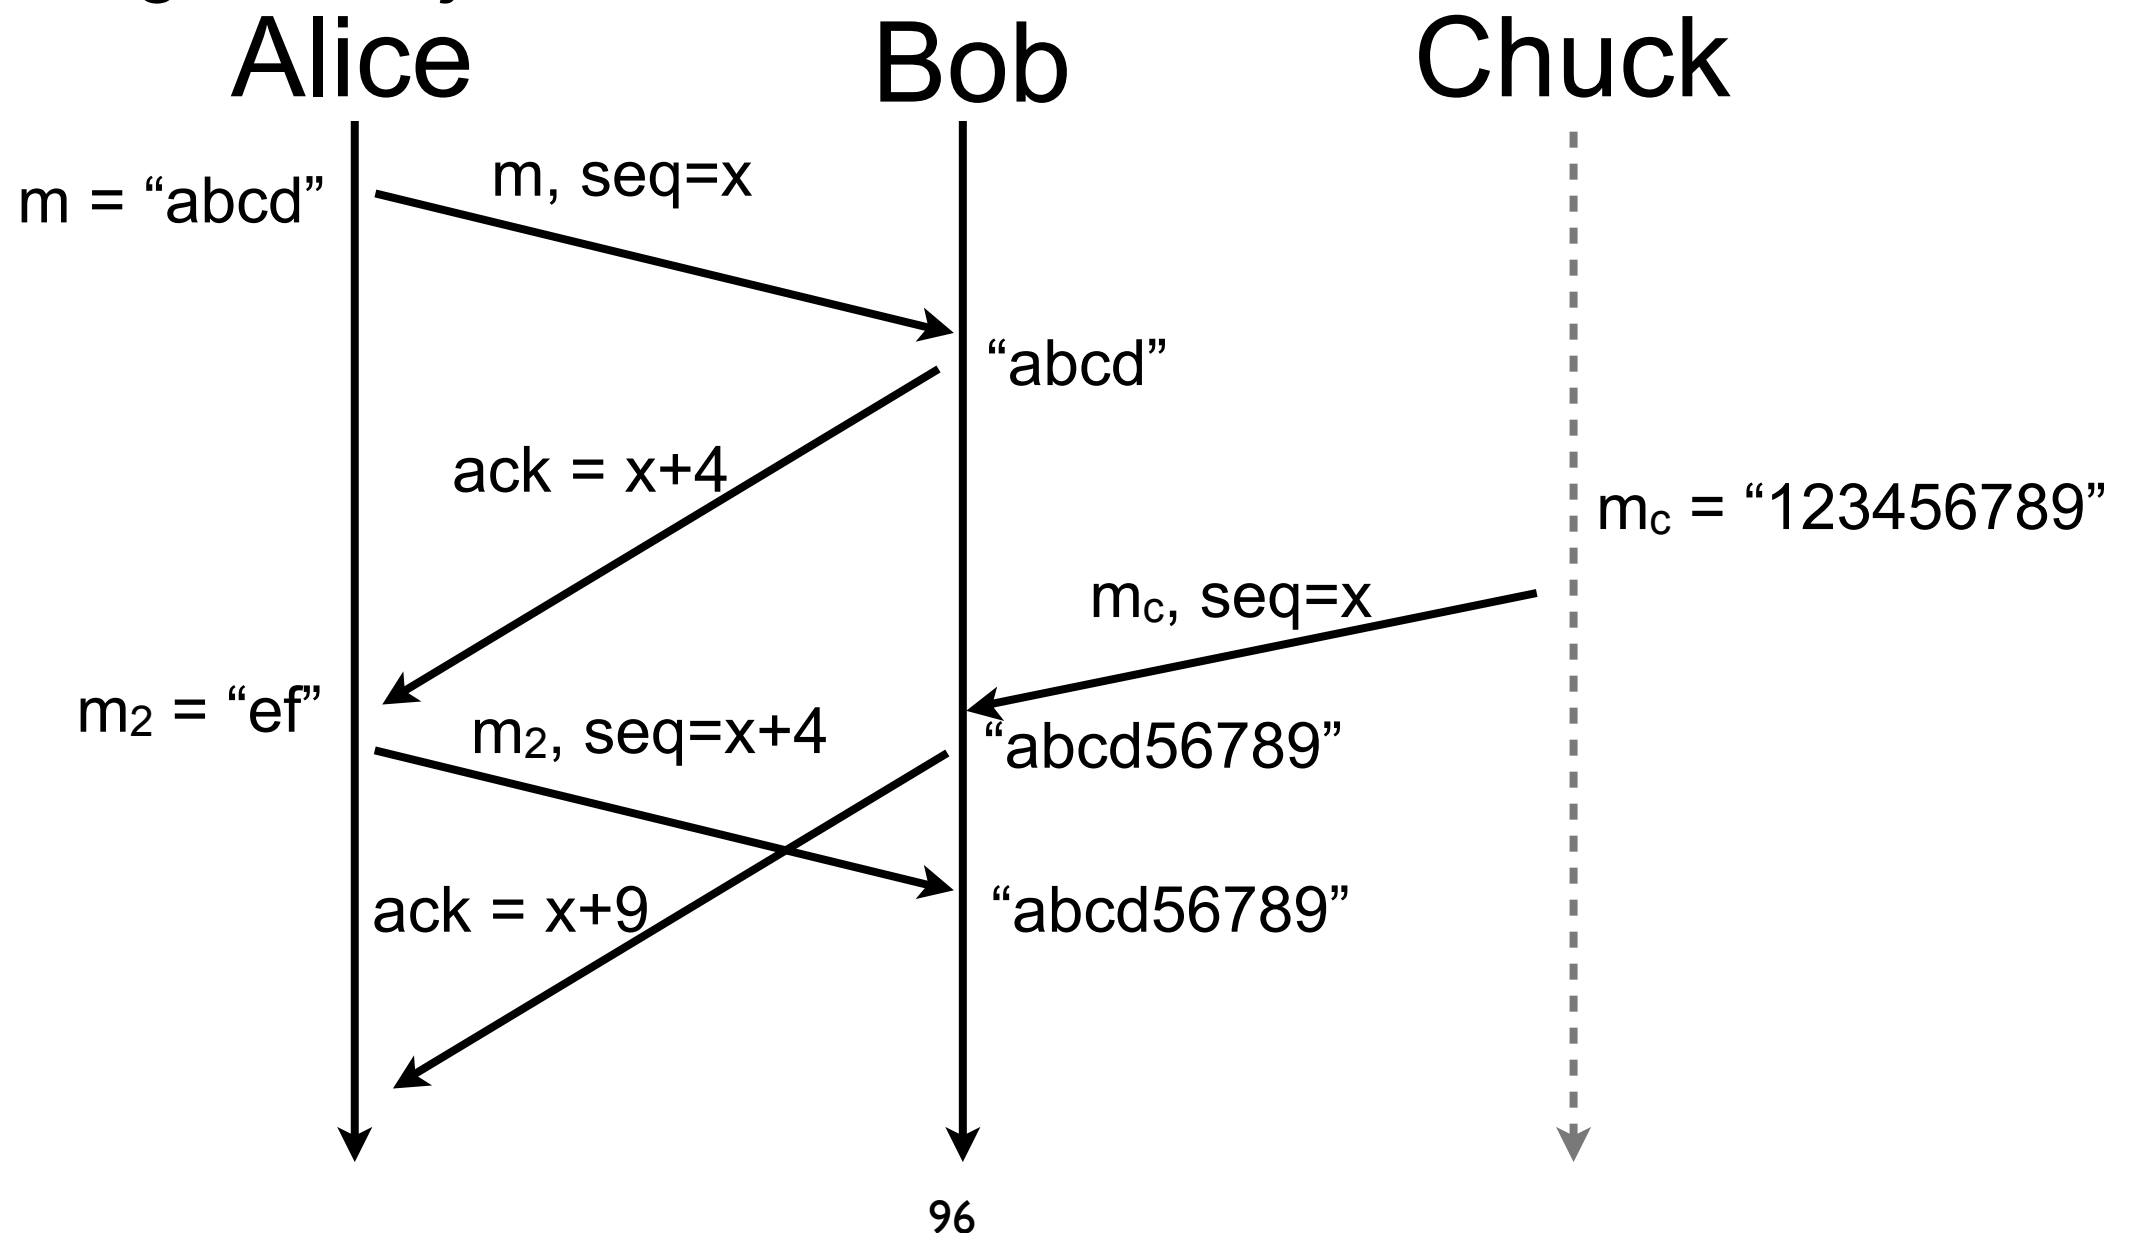 Alice Bob Chuck
m = “abcd”
m, seq=x
“abcd”
ack = x+4
mc = “123456789”
mc, seq=x
m2 = “ef”
m2, seq=x+4
“abcd56789”
ack = x+9
“abcd56789”
96